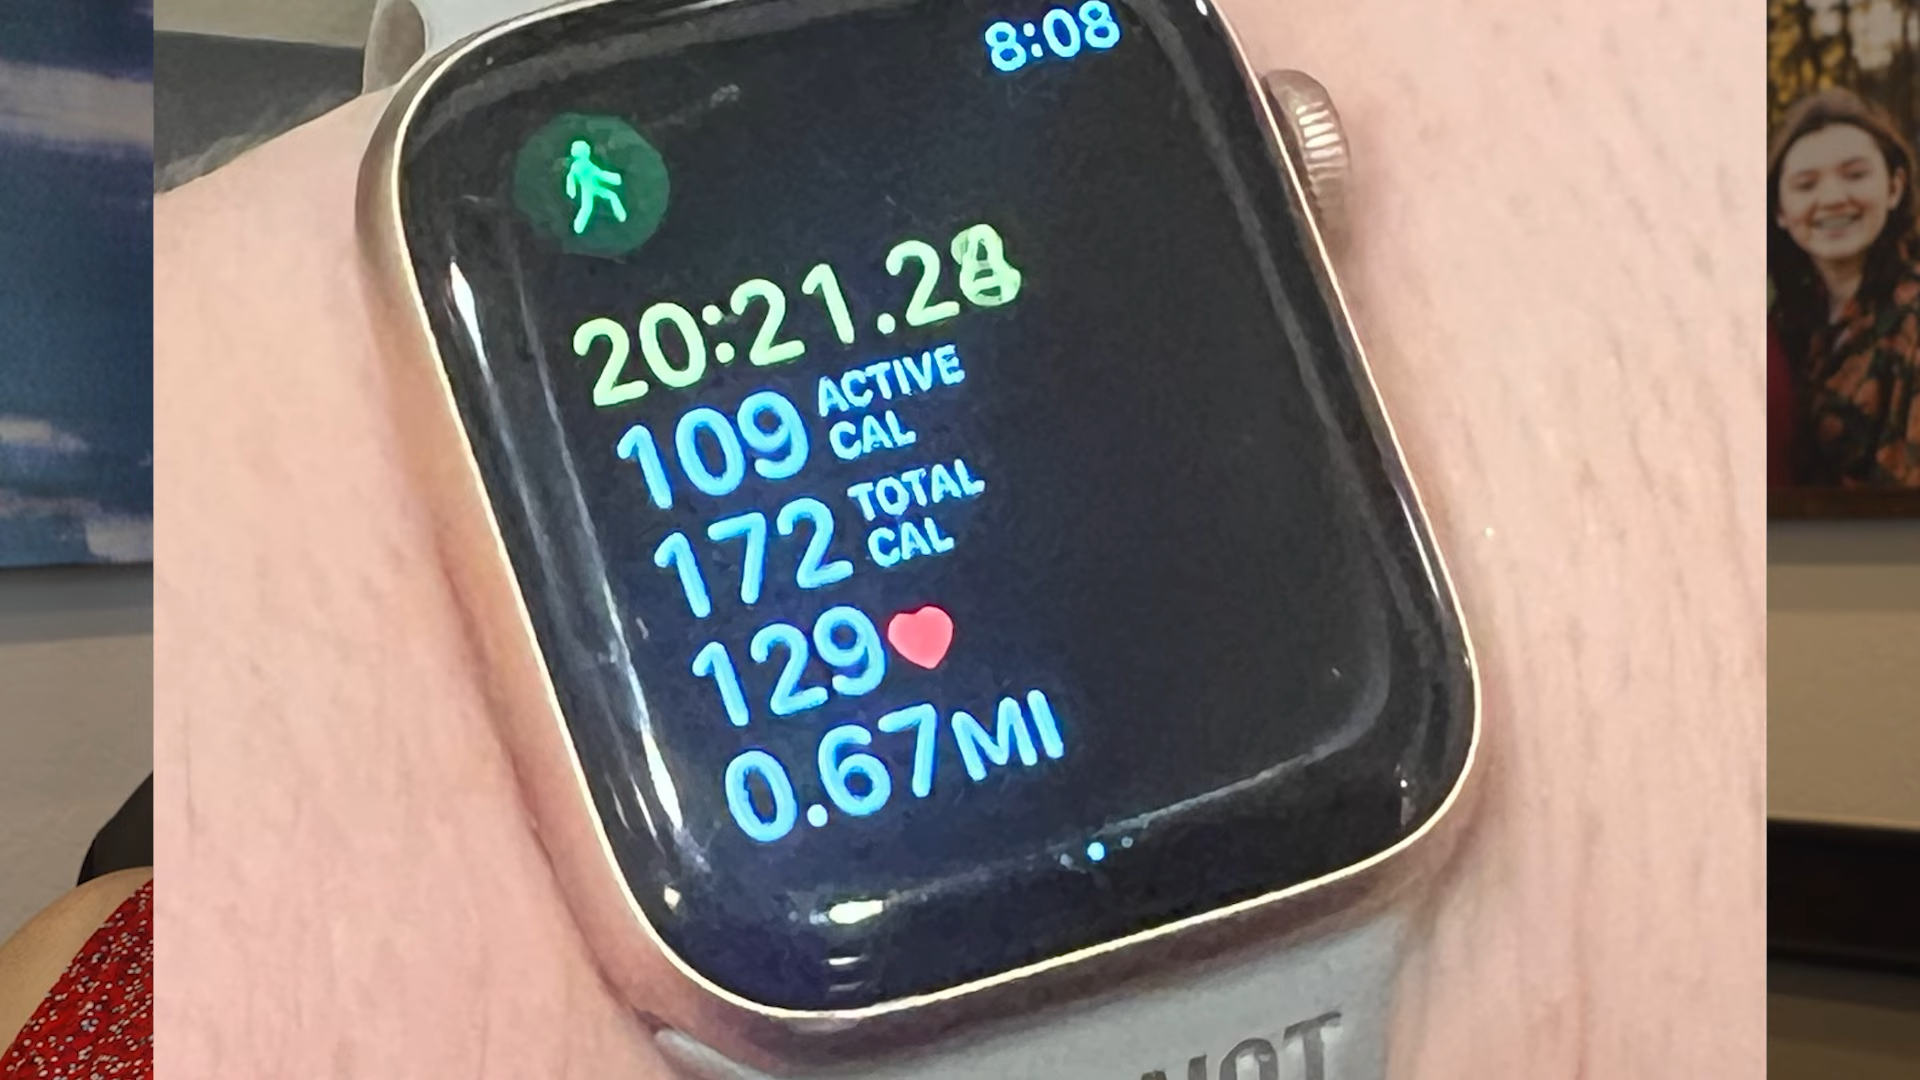 8:08
20:21.2
109 ACTIVE
CAL
172 TOTAL
CAL
129
0.67MI